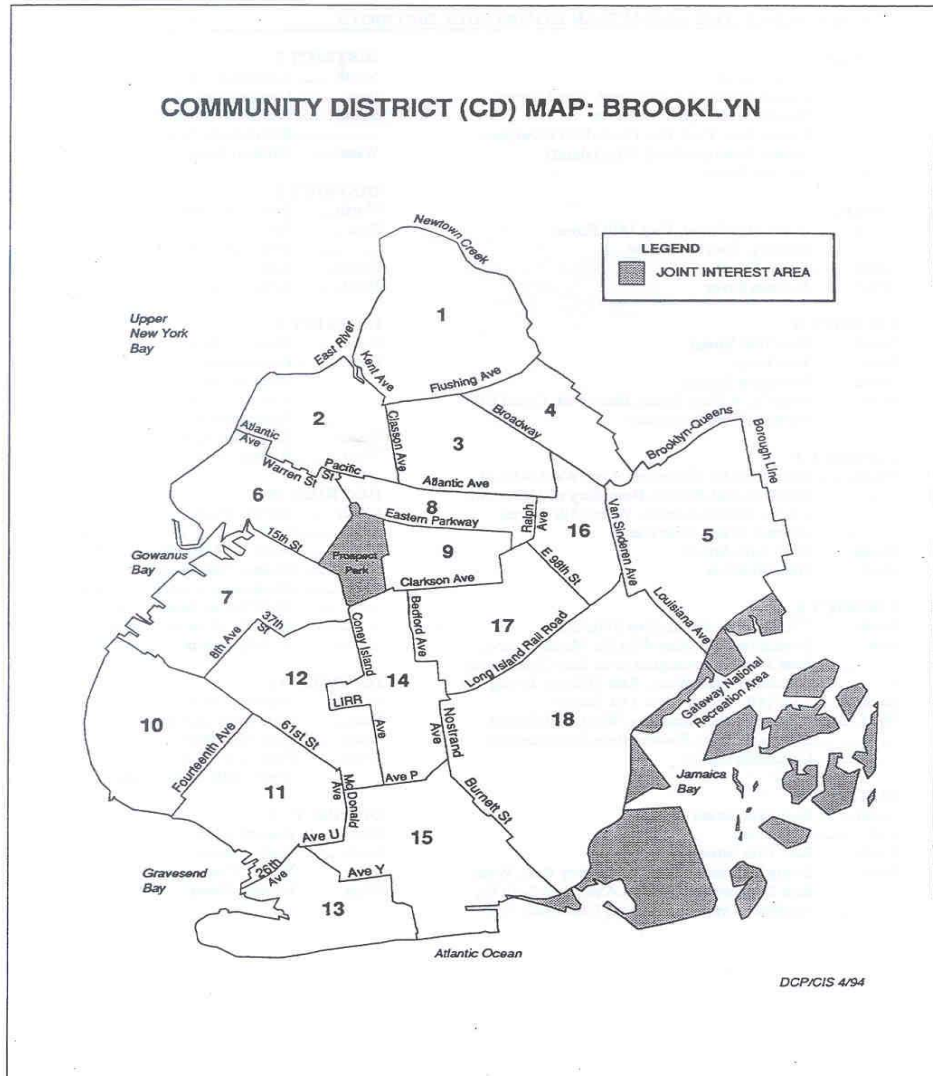 COMMUNITY DISTRICT (CD) MAP: BROOKLYN
Newtown Creek
LEGEND
JOINT INTEREST AREA
Upper
New York
Bay
1
East River
Kent Ave
Flushing Ave
4
2
Broadway
Brooklyn-Queens
Borough Line
Atlantic
Ave
Classon Ave
3
Warren St
Pacific
St
Atlantic Ave
6
8
Eastern Parkway
Ralph
Ave
16
Van Sinderen Ave
5
15th St
9
Gowanus
Bay
Prospect
Park
E 98th St
Clarkson Ave
7
37th
St
8th Ave
Coney Island
Ave
Bedford Ave
17
Louisiana Ave
Long Island Rail Road
12
14
LIRR
Gateway National
Recreation Area
10
61st St
Nostrand
Ave
18
Fourteenth Ave
Ave P
Jamaica
Bay
11
McDonald
Ave
Burnett St
15
Ave U
26th
Ave
Ave Y
Gravesend
Bay
13
Atlantic Ocean
DCP/CIS 4/94